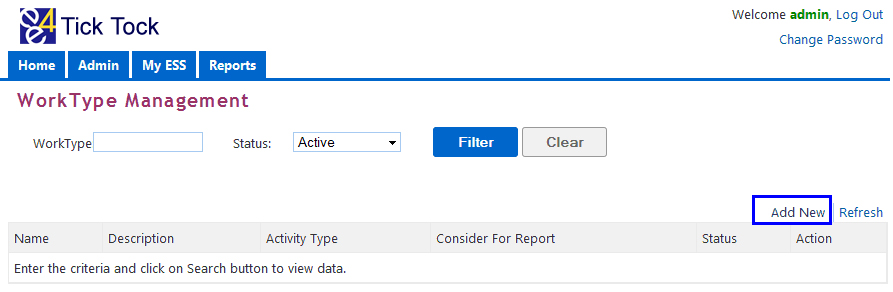 e4e Tick Tock
Welcome admin, Log Out
Change Password
Home Admin My ESS Reports
WorkType Management
WorkType Status: Active Filter Clear
Add New Refresh
Name Description Activity Type Consider For Report Status Action
Enter the criteria and click on Search button to view data.